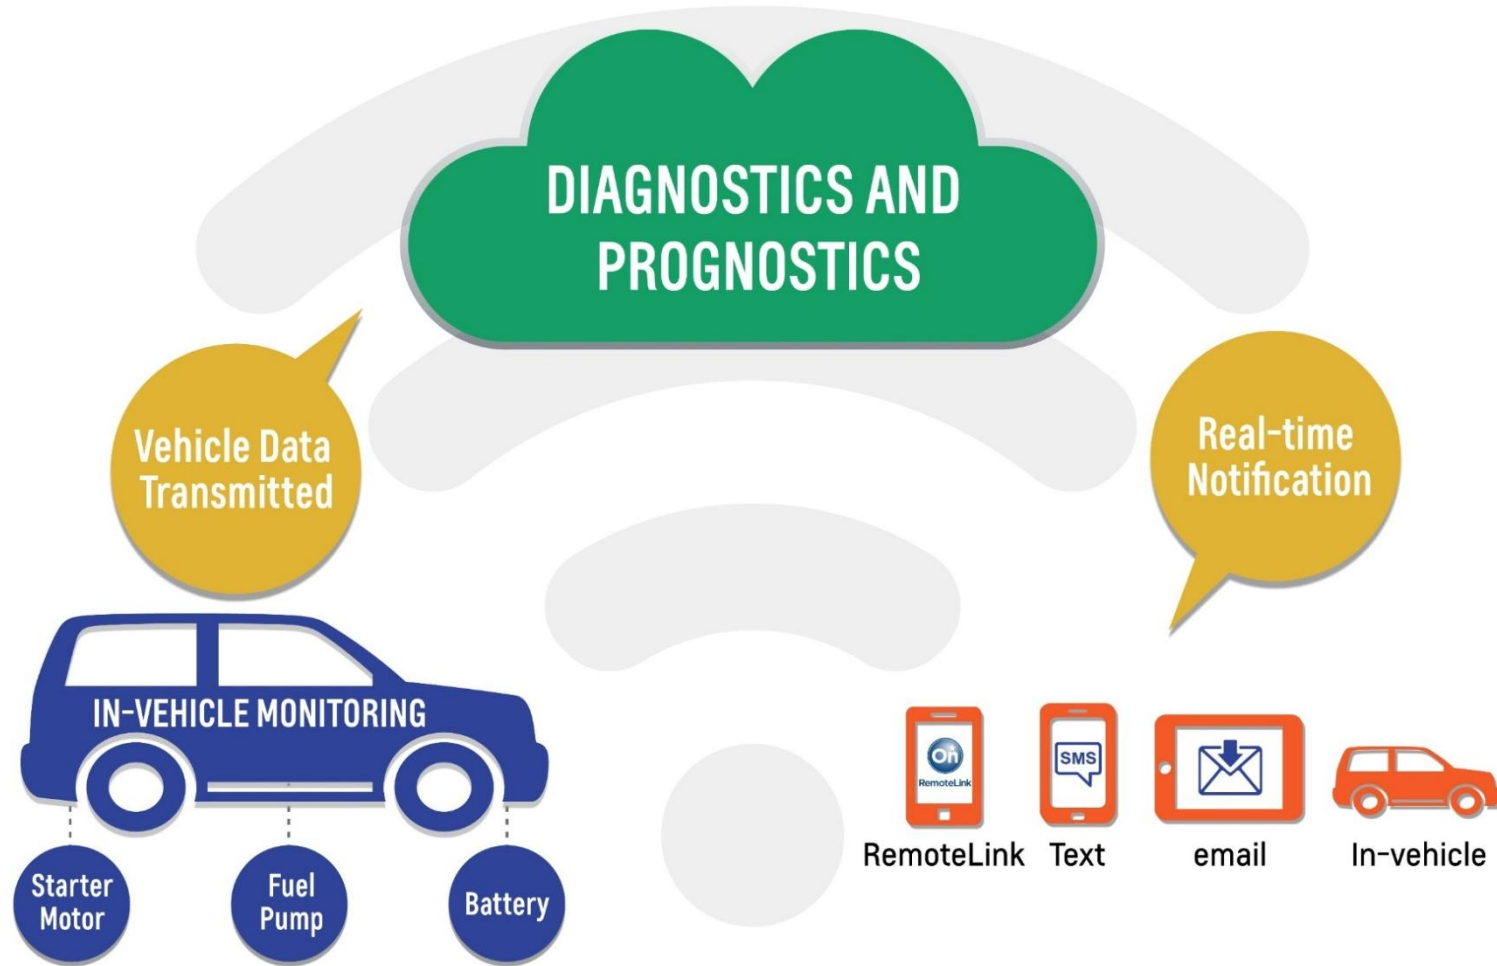 DIAGNOSTICS AND
PROGNOSTICS
Vehicle Data
Transmitted
Real-time
Notification
IN-VEHICLE MONITORING
Starter
Motor
Fuel
Pump
Battery
On
RemoteLink
SMS
RemoteLink
Text
email
In-vehicle